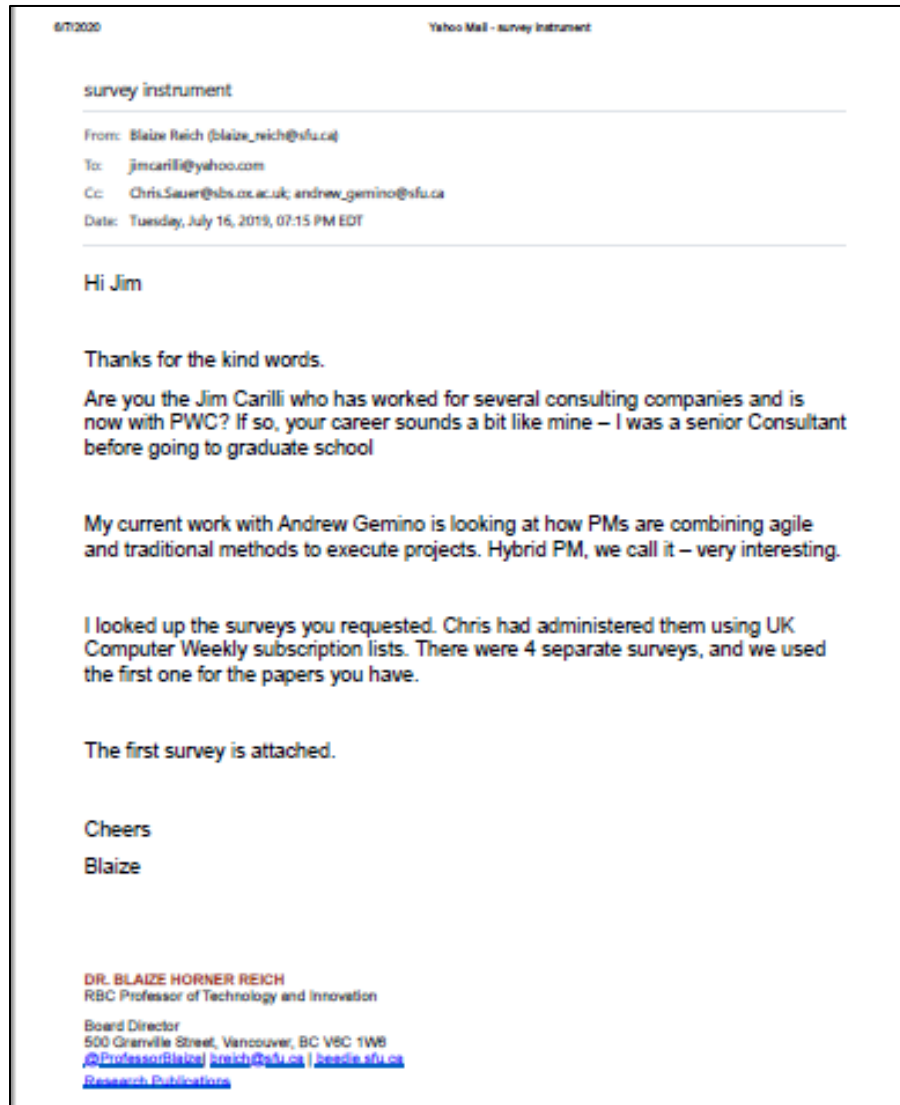 6/7/2020 Yahoo Mail - survey instrument
survey instrument
From: Blaize Reich (blaize_reich@sfu.ca)
To: jimcarilli@yahoo.com
Cc: Chris.Sauer@sbs.ox.ac.uk; andrew_gemino@sfu.ca
Date: Tuesday, July 16, 2019, 07:15 PM EDT
Hi Jim
Thanks for the kind words.
Are you the Jim Carilli who has worked for several consulting companies and is
now with PWC? If so, your career sounds a bit like mine – I was a senior Consultant
before going to graduate school
My current work with Andrew Gemino is looking at how PMs are combining agile
and traditional methods to execute projects. Hybrid PM, we call it – very interesting.
I looked up the surveys you requested. Chris had administered them using UK
Computer Weekly subscription lists. There were 4 separate surveys, and we used
the first one for the papers you have.
The first survey is attached.
Cheers
Blaize
DR. BLAIZE HORNER REICH
RBC Professor of Technology and Innovation
Board Director
500 Granville Street, Vancouver, BC V6C 1W6
@ProfessorBlaize| breich@sfu.ca | beedie.sfu.ca
Research Publications